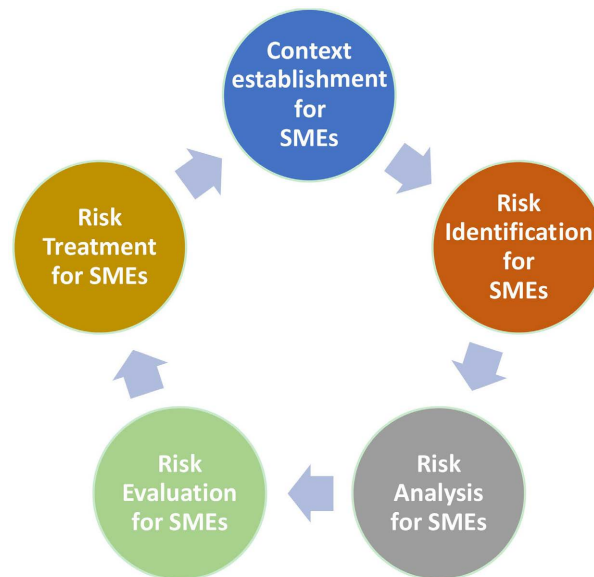 Context
establishment
for
SMEs
Risk
Identification
for
SMEs
Risk
Analysis
for SMEs
Risk
Evaluation
for SMEs
Risk
Treatment
for SMEs